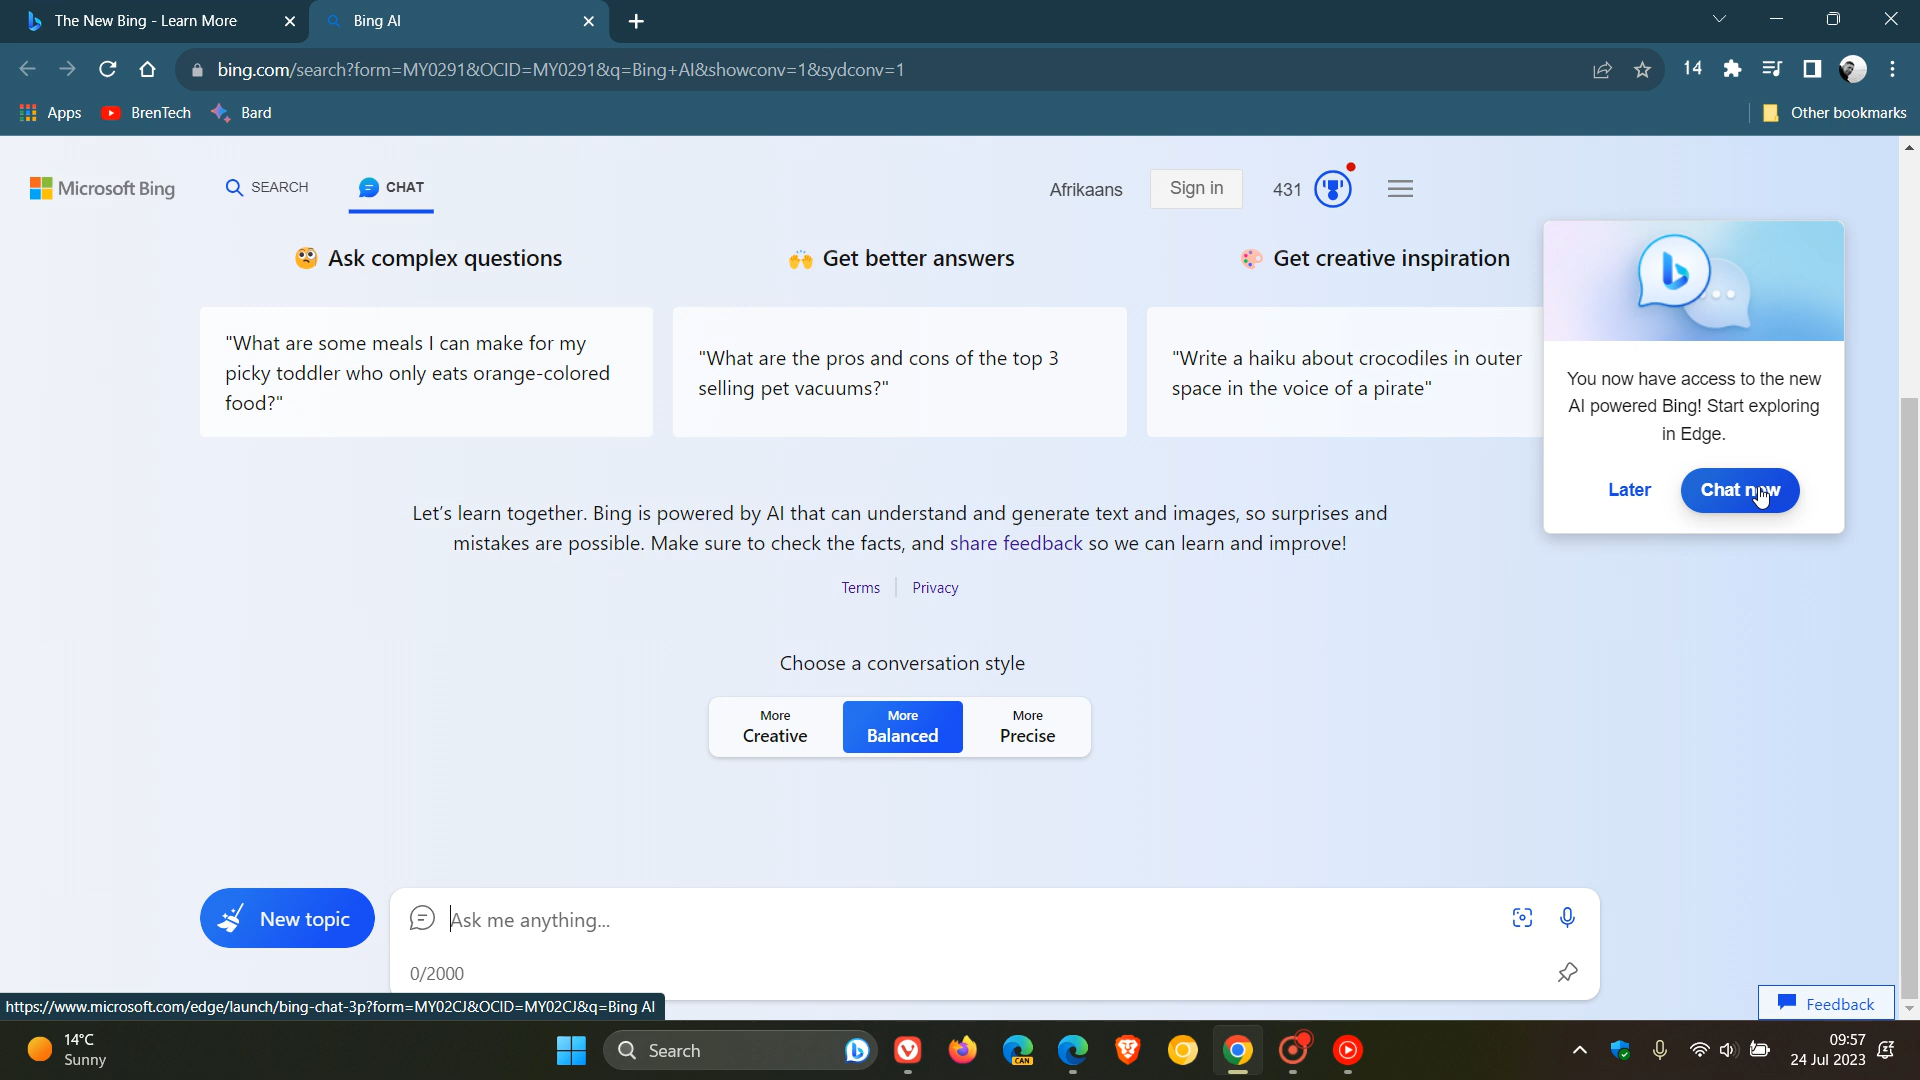 The New Bing - Learn More
Bing AI
bing.com/search?form=MY0291&OCID=MY0291&q=Bing+AI&showconv=1&sydconv=1
14
Apps
BrenTech
Bard
Other bookmarks
Microsoft Bing
SEARCH
CHAT
Afrikaans
Sign in
431
Ask complex questions
Get better answers
Get creative inspiration
"What are some meals I can make for my
picky toddler who only eats orange-colored
food?"
"What are the pros and cons of the top 3
selling pet vacuums?"
"Write a haiku about crocodiles in outer
space in the voice of a pirate"
You now have access to the new
AI powered Bing! Start exploring
in Edge.
Later
Chat now
Let's learn together. Bing is powered by AI that can understand and generate text and images, so surprises and
mistakes are possible. Make sure to check the facts, and share feedback so we can learn and improve!
Terms
Privacy
Choose a conversation style
More
Creative
More
Balanced
More
Precise
New topic
Ask me anything...
0/2000
https://www.microsoft.com/edge/launch/bing-chat-3p?form=MY02CJ&OCID=MY02CJ&q=Bing AI
Feedback
14°C
Sunny
Search
CAN
09:57
24 Jul 2023